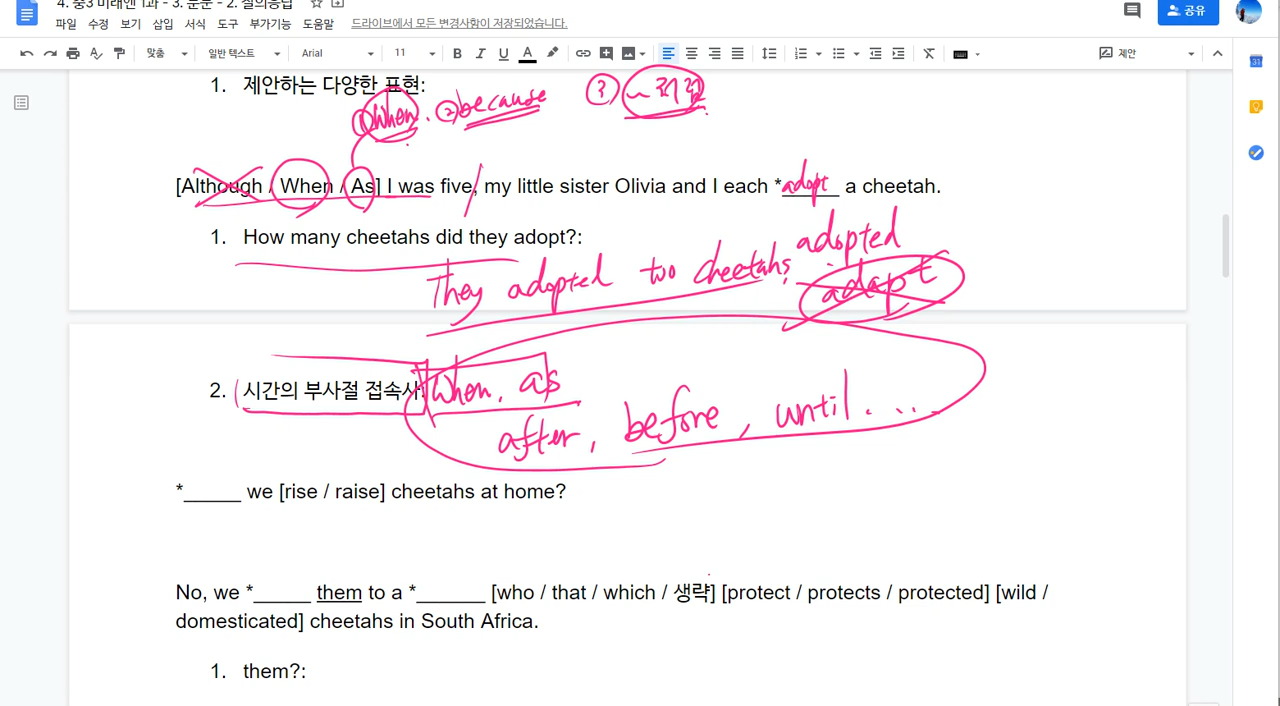 4. 중3 미래엔 1과 - 3. 본문 - 2. 질의응답
공유
파일 수정 보기 삽입 서식 도구 부가기능 도움말 드라이브에서 모든 변경사항이 저장되었습니다.
맞춤 일반 텍스트 Arial 11 B I U A 제안
1. 제안하는 다양한 표현:
① When. ② because ③ ~처럼
[Although / When / As] I was five, my little sister Olivia and I each *adopt a cheetah.
1. How many cheetahs did they adopt?:
adopted
They adopted two cheetahs, adapt
2. 시간의 부사절 접속사: When, as
after, before, until....
*_____ we [rise / raise] cheetahs at home?
No, we *_____ them to a *______ [who / that / which / 생략] [protect / protects / protected] [wild /
domesticated] cheetahs in South Africa.
1. them?: